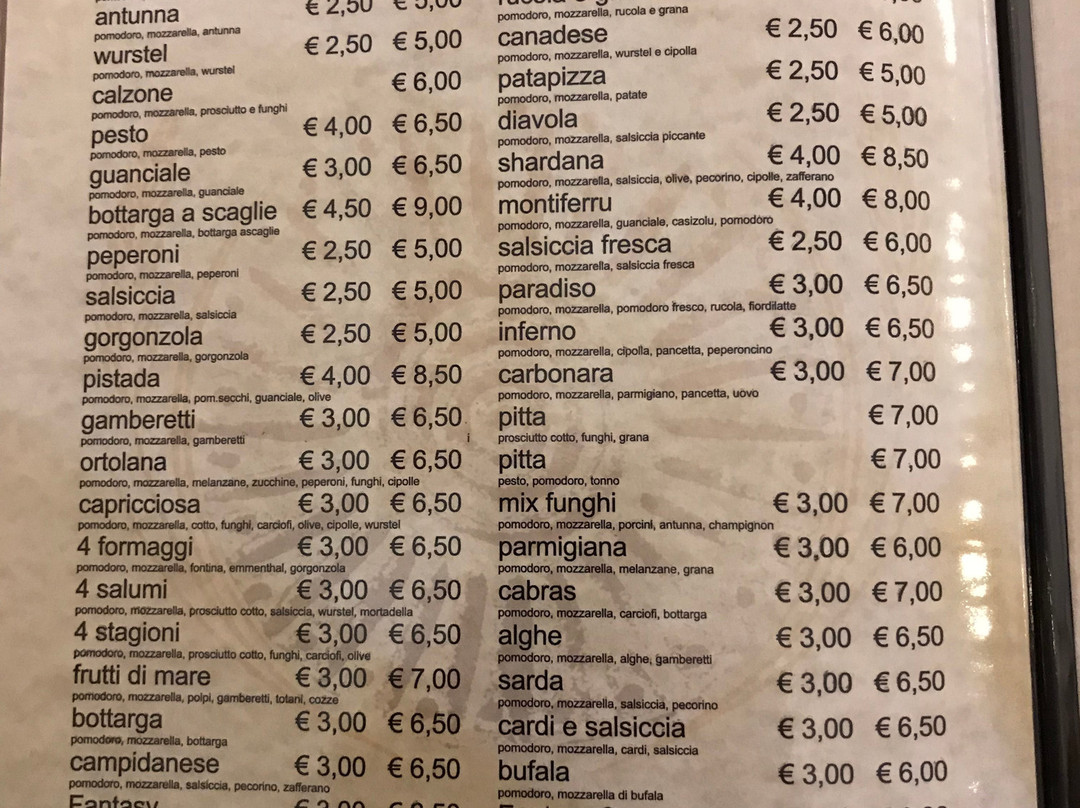 antunna € 2,50 € 5,00
pomodoro, mozzarella, antunna
wurstel € 2,50 € 5,00
pomodoro, mozzarella, wurstel
calzone € 6,00
pomodoro, mozzarella, prosciutto e funghi
pesto € 4,00 € 6,50
pomodoro, mozzarella, pesto
guanciale € 3,00 € 6,50
pomodoro, mozzarella, guanciale
bottarga a scaglie € 4,50 € 9,00
pomodoro, mozzarella, bottarga ascaglie
peperoni € 2,50 € 5,00
pomodoro, mozzarella, peperoni
salsiccia € 2,50 € 5,00
pomodoro, mozzarella, salsiccia
gorgonzola € 2,50 € 5,00
pomodoro, mozzarella, gorgonzola
pistada € 4,00 € 8,50
pomodoro, mozzarella, pom.secchi, guanciale, olive
gamberetti € 3,00 € 6,50
pomodoro, mozzarella, gamberetti
ortolana € 3,00 € 6,50
pomodoro, mozzarella, melanzane, zucchine, peperoni, funghi, cipolle
capricciosa € 3,00 € 6,50
pomodoro, mozzarella, cotto, funghi, carciofi, olive, cipolle, wurstel
4 formaggi € 3,00 € 6,50
pomodoro, mozzarella, fontina, emmenthal, gorgonzola
4 salumi € 3,00 € 6,50
pomodoro, mozzarella, prosciutto cotto, salsiccia, wurstel, mortadella
4 stagioni € 3,00 € 6,50
pomodoro, mozzarella, prosciutto cotto, funghi, carciofi, olive
frutti di mare € 3,00 € 7,00
pomodoro, mozzarella, polpi, gamberetti, totani, cozze
bottarga € 3,00 € 6,50
pomodoro, mozzarella, bottarga
campidanese € 3,00 € 6,50
pomodoro, mozzarella, salsiccia, pecorino, zafferano
Fantasy
pomodoro, mozzarella, rucola e grana
canadese € 2,50 € 6,00
pomodoro, mozzarella, wurstel e cipolla
patapizza € 2,50 € 5,00
pomodoro, mozzarella, patate
diavola € 2,50 € 5,00
pomodoro, mozzarella, salsiccia piccante
shardana € 4,00 € 8,50
pomodoro, mozzarella, salsiccia, olive, pecorino, cipolle, zafferano
montiferru € 4,00 € 8,00
pomodoro, mozzarella, guanciale, casizolu, pomodoro
salsiccia fresca € 2,50 € 6,00
pomodoro, mozzarella, salsiccia fresca
paradiso € 3,00 € 6,50
pomodoro, mozzarella, pomodoro fresco, rucola, fiordilatte
inferno € 3,00 € 6,50
pomodoro, mozzarella, cipolla, pancetta, peperoncino
carbonara € 3,00 € 7,00
pomodoro, mozzarella, parmigiano, pancetta, uovo
pitta € 7,00
prosciutto cotto, funghi, grana
pitta € 7,00
pesto, pomodoro, tonno
mix funghi € 3,00 € 7,00
pomodoro, mozzarella, porcini, antunna, champignon
parmigiana € 3,00 € 6,00
pomodoro, mozzarella, melanzane, grana
cabras € 3,00 € 7,00
pomodoro, mozzarella, carciofi, bottarga
alghe € 3,00 € 6,50
pomodoro, mozzarella, alghe, gamberetti
sarda € 3,00 € 6,50
pomodoro, mozzarella, salsiccia, pecorino
cardi e salsiccia € 3,00 € 6,50
pomodoro, mozzarella, cardi, salsiccia
bufala € 3,00 € 6,00
pomodoro, mozzarella di bufala